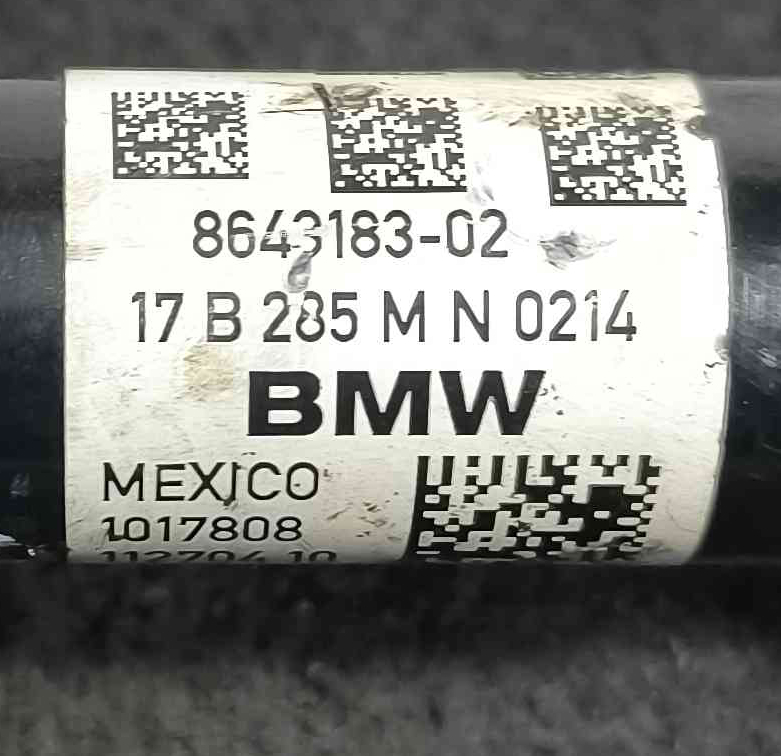 8643183-02
17 B 285 M N 0214
BMW
MEXICO
1017808